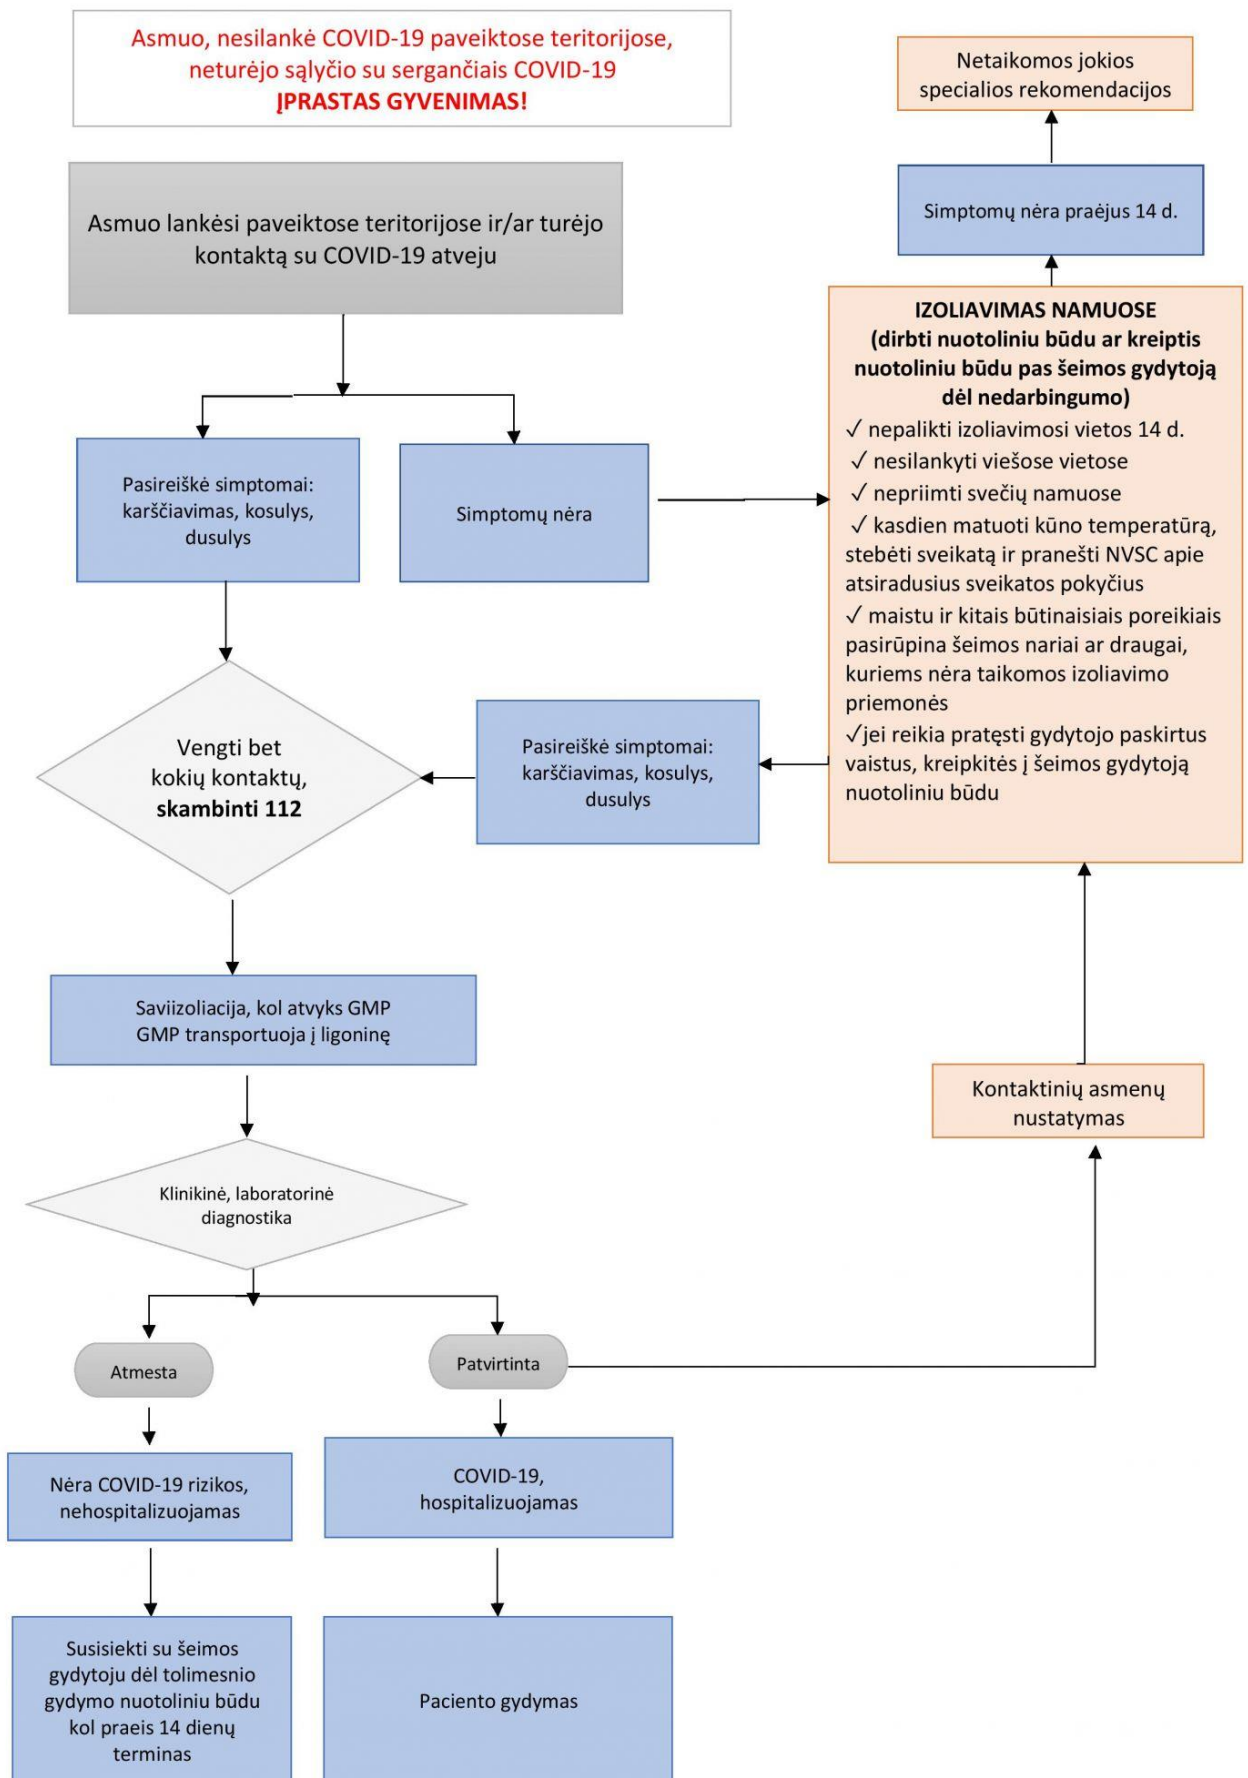 Asmuo, nesilankė COVID-19 paveiktose teritorijose,
neturėjo sąlyčio su sergančiais COVID-19
ĮPRASTAS GYVENIMAS!
Netaikomos jokios
specialios rekomendacijos
Asmuo lankėsi paveiktose teritorijose ir/ar turėjo
kontaktą su COVID-19 atveju
Simptomų nėra praėjus 14 d.
IZOLIAVIMAS NAMUOSE
(dirbti nuotoliniu būdu ar kreiptis
nuotoliniu būdu pas šeimos gydytoją
dėl nedarbingumo)
✓ nepalikti izoliavimosi vietos 14 d.
✓ nesilankyti viešose vietose
✓ nepriimti svečių namuose
✓ kasdien matuoti kūno temperatūrą,
stebėti sveikatą ir pranešti NVSC apie
atsiradusius sveikatos pokyčius
✓ maistu ir kitais būtinaisiais poreikiais
pasirūpina šeimos nariai ar draugai,
kuriems nėra taikomos izoliavimo
priemonės
✓jei reikia pratęsti gydytojo paskirtus
vaistus, kreipkitės į šeimos gydytoją
nuotoliniu būdu
Pasireiškė simptomai:
karščiavimas, kosulys,
dusulys
Simptomų nėra
Vengti bet
kokių kontaktų,
skambinti 112
Pasireiškė simptomai:
karščiavimas, kosulys,
dusulys
Saviizoliacija, kol atvyks GMP
GMP transportuoja į ligoninę
Kontaktinių asmenų
nustatymas
Klinikinė, laboratorinė
diagnostika
Atmesta
Patvirtinta
Nėra COVID-19 rizikos,
nehospitalizuojamas
COVID-19,
hospitalizuojamas
Susisiekti su šeimos
gydytoju dėl tolimesnio
gydymo nuotoliniu būdu
kol praeis 14 dienų
terminas
Paciento gydymas